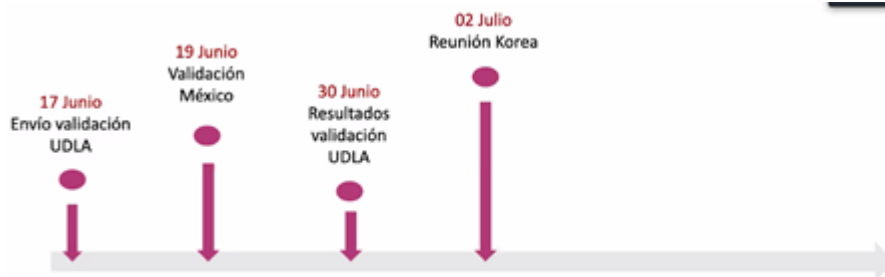 17 Junio
Envío validación
UDLA
19 Junio
Validación
México
30 Junio
Resultados
validación
UDLA
02 Julio
Reunión Korea